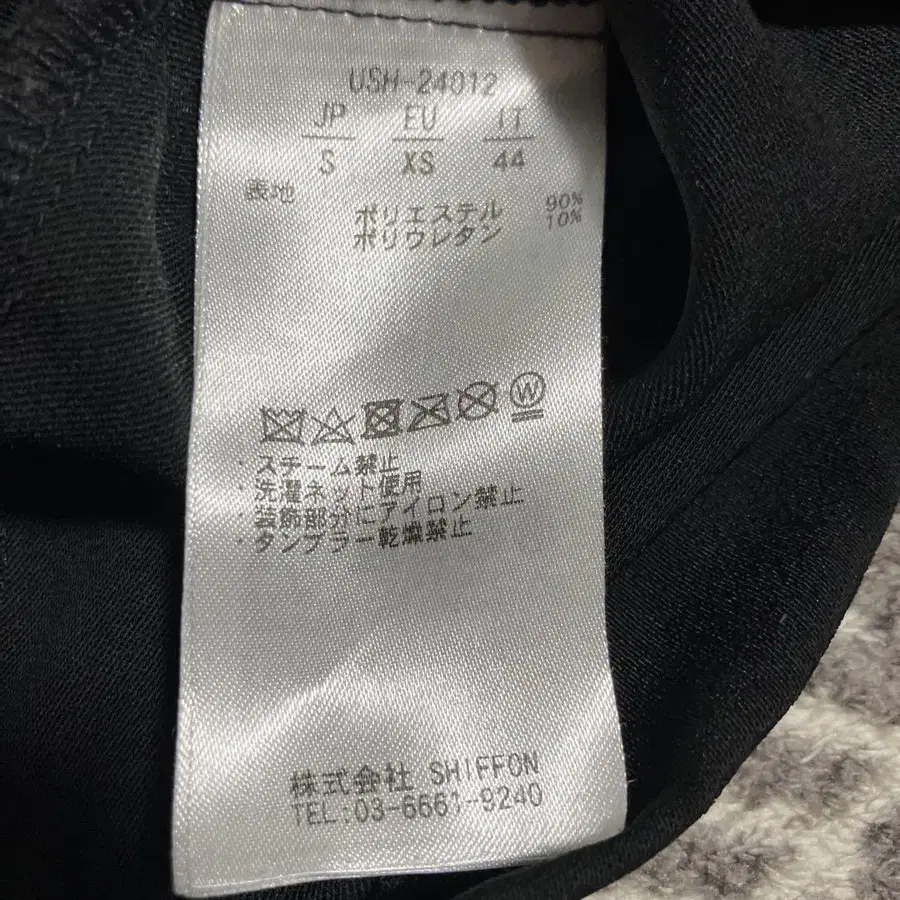 USH-24012
JP EU IT
S XS 44
表地
ポリエステル 90%
ポリウレタン 10%
W
・スチーム禁止
・洗濯ネット使用
・装飾部分にアイロン禁止
・タンブラー乾燥禁止
株式会社 SHIFFON
TEL:03-6661-9240